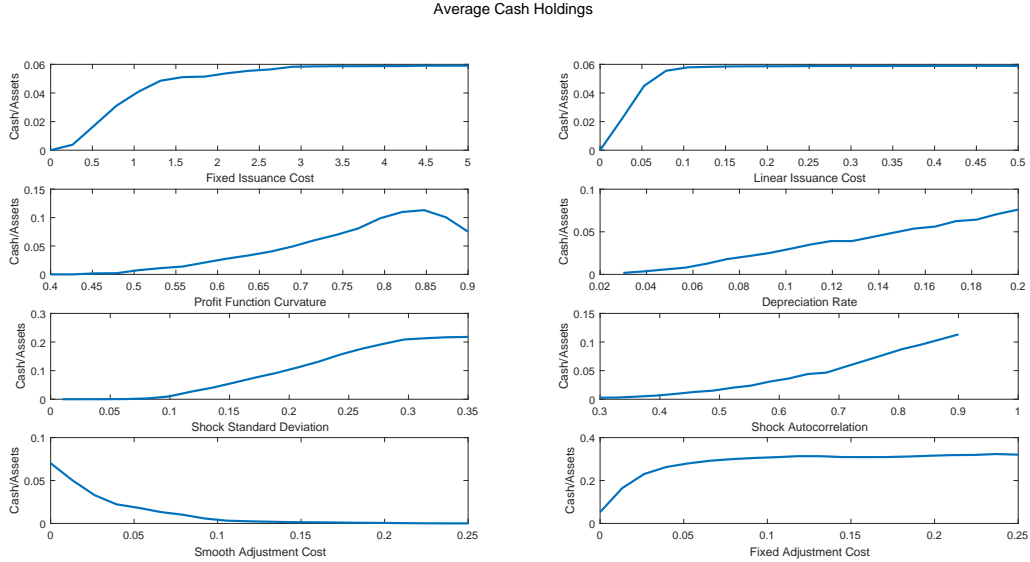 Average Cash Holdings
Cash/Assets
0.06
0.04
0.02
0
0 0.5 1 1.5 2 2.5 3 3.5 4 4.5 5
Fixed Issuance Cost
Cash/Assets
0.06
0.04
0.02
0
0 0.05 0.1 0.15 0.2 0.25 0.3 0.35 0.4 0.45 0.5
Linear Issuance Cost
Cash/Assets
0.15
0.1
0.05
0
0.4 0.45 0.5 0.55 0.6 0.65 0.7 0.75 0.8 0.85 0.9
Profit Function Curvature
Cash/Assets
0.1
0.05
0
0.02 0.04 0.06 0.08 0.1 0.12 0.14 0.16 0.18 0.2
Depreciation Rate
Cash/Assets
0.3
0.2
0.1
0
0 0.05 0.1 0.15 0.2 0.25 0.3 0.35
Shock Standard Deviation
Cash/Assets
0.15
0.1
0.05
0
0.3 0.4 0.5 0.6 0.7 0.8 0.9 1
Shock Autocorrelation
Cash/Assets
0.1
0.05
0
0 0.05 0.1 0.15 0.2 0.25
Smooth Adjustment Cost
Cash/Assets
0.4
0.2
0
0 0.05 0.1 0.15 0.2 0.25
Fixed Adjustment Cost